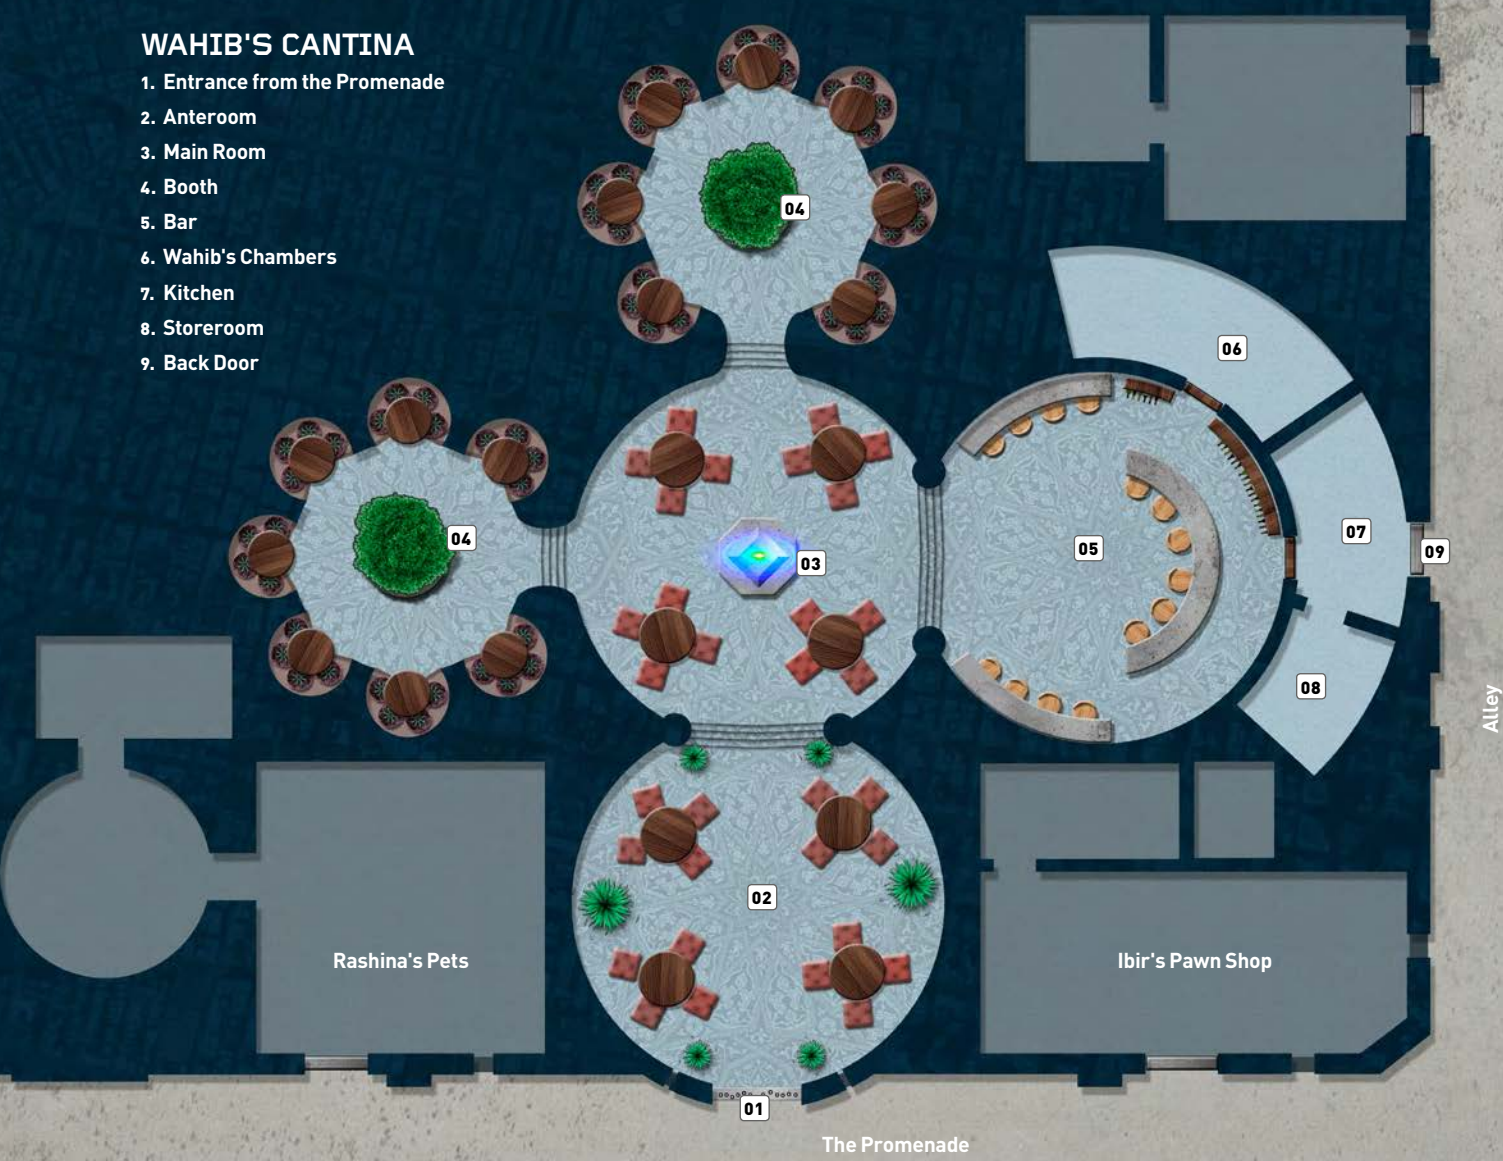 WAHIB'S CANTINA
1. Entrance from the Promenade
2. Anteroom
3. Main Room
4. Booth
5. Bar
6. Wahib's Chambers
7. Kitchen
8. Storeroom
9. Back Door
04
06
04
03
05
07
09
08
Alley
02
Rashina's Pets
Ibir's Pawn Shop
01
The Promenade